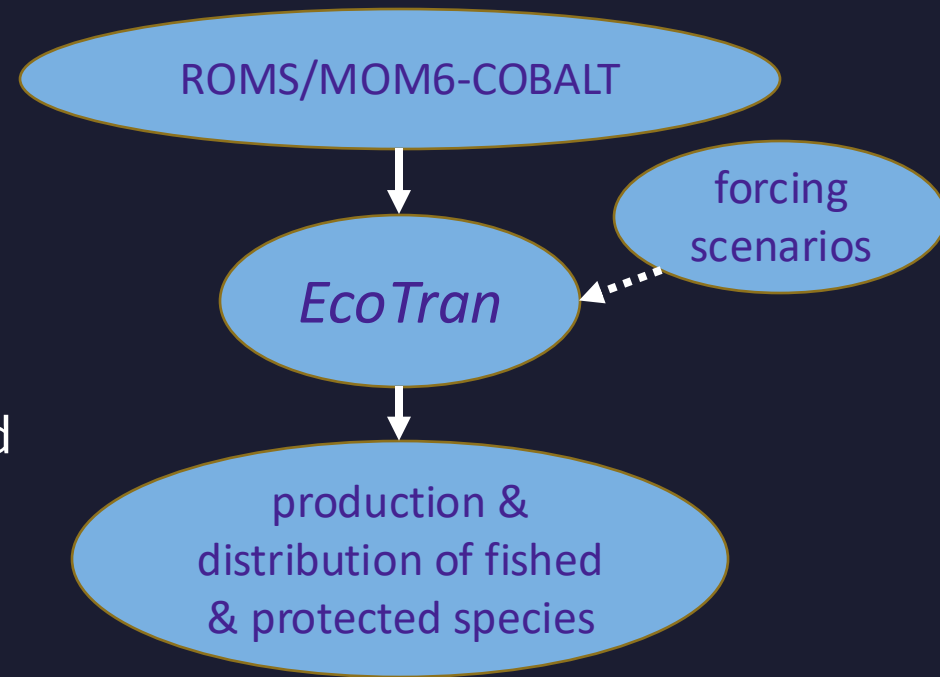 ROMS/MOM6-COBALT
forcing
scenarios
EcoTran
d
production &
distribution of fished
& protected species